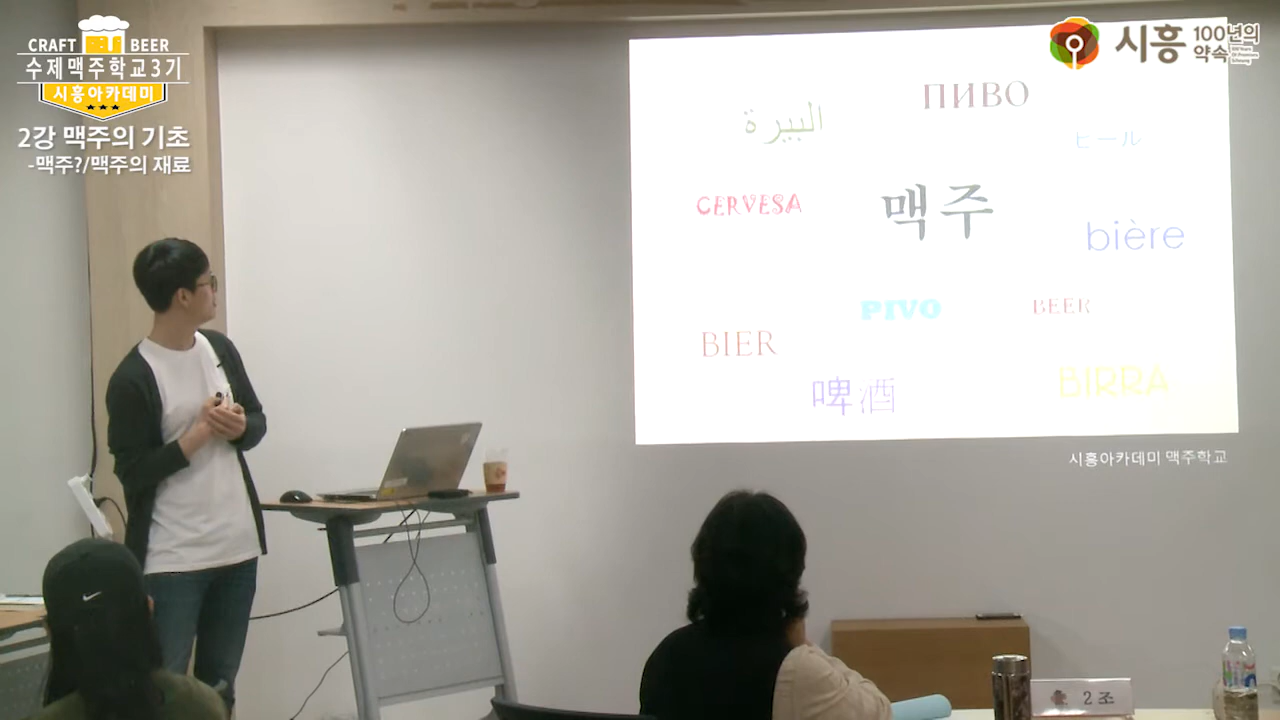 CRAFT BEER
수제맥주학교3기
시흥아카데미
2강 맥주의 기초
-맥주?/맥주의 재료
시흥 100년의 약속
ПИВО
البيرة
ビール
CERVESA
맥주
bière
PIVO
BEER
BIER
BIRRA
啤酒
시흥아카데미 맥주학교
2조